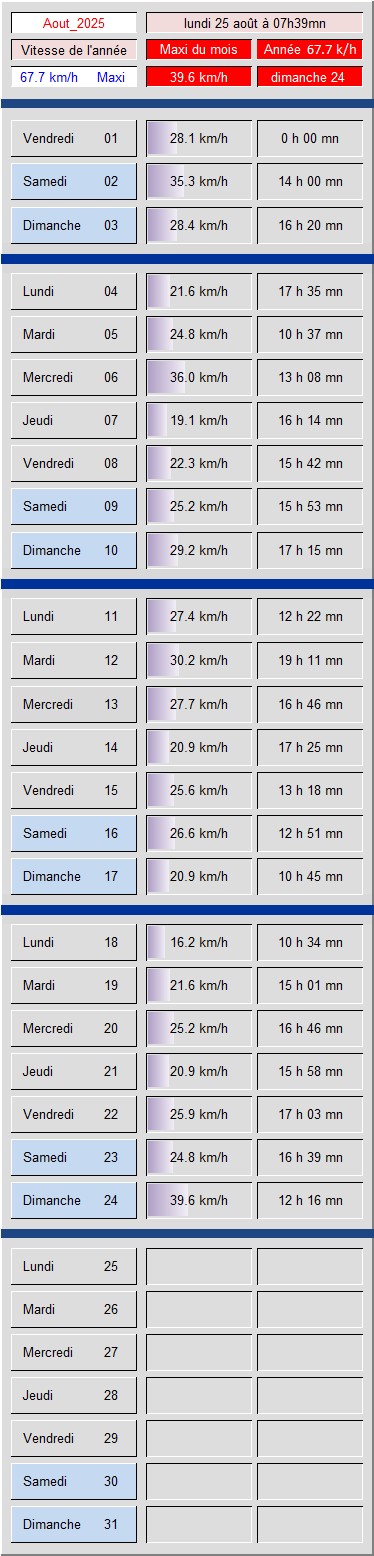 Aout_2025 lundi 25 août à 07h39mn
Vitesse de l'année Maxi du mois Année 67.7 k/h
67.7 km/h Maxi 39.6 km/h dimanche 24
Vendredi 01 28.1 km/h 0 h 00 mn
Samedi 02 35.3 km/h 14 h 00 mn
Dimanche 03 28.4 km/h 16 h 20 mn
Lundi 04 21.6 km/h 17 h 35 mn
Mardi 05 24.8 km/h 10 h 37 mn
Mercredi 06 36.0 km/h 13 h 08 mn
Jeudi 07 19.1 km/h 16 h 14 mn
Vendredi 08 22.3 km/h 15 h 42 mn
Samedi 09 25.2 km/h 15 h 53 mn
Dimanche 10 29.2 km/h 17 h 15 mn
Lundi 11 27.4 km/h 12 h 22 mn
Mardi 12 30.2 km/h 19 h 11 mn
Mercredi 13 27.7 km/h 16 h 46 mn
Jeudi 14 20.9 km/h 17 h 25 mn
Vendredi 15 25.6 km/h 13 h 18 mn
Samedi 16 26.6 km/h 12 h 51 mn
Dimanche 17 20.9 km/h 10 h 45 mn
Lundi 18 16.2 km/h 10 h 34 mn
Mardi 19 21.6 km/h 15 h 01 mn
Mercredi 20 25.2 km/h 16 h 46 mn
Jeudi 21 20.9 km/h 15 h 58 mn
Vendredi 22 25.9 km/h 17 h 03 mn
Samedi 23 24.8 km/h 16 h 39 mn
Dimanche 24 39.6 km/h 12 h 16 mn
Lundi 25
Mardi 26
Mercredi 27
Jeudi 28
Vendredi 29
Samedi 30
Dimanche 31